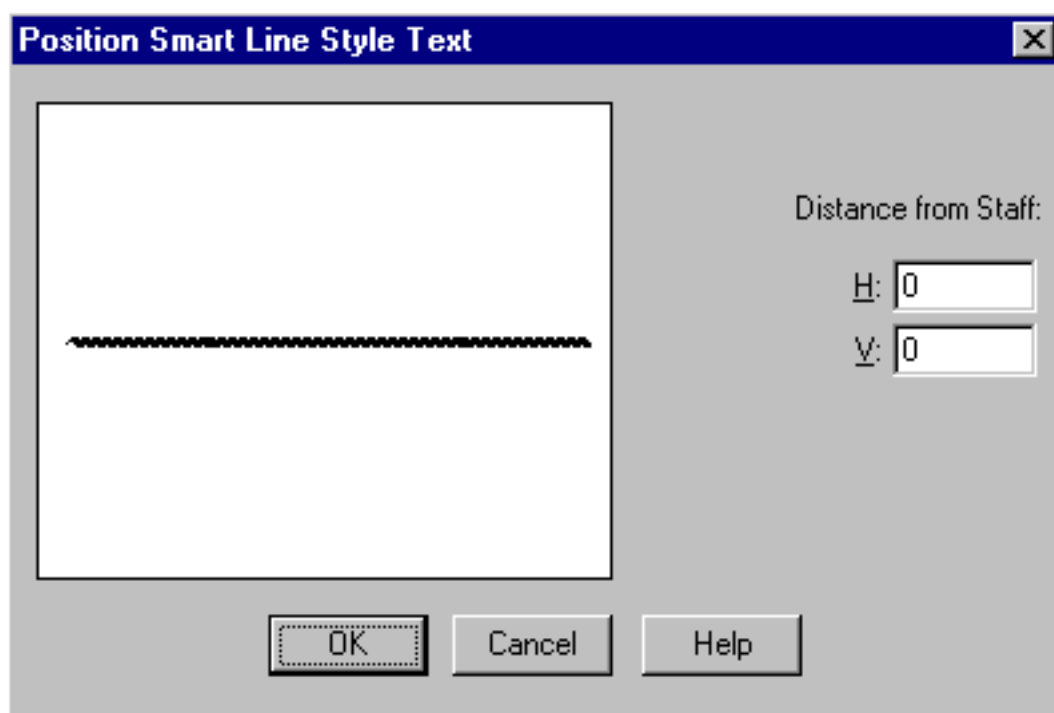 Position Smart Line Style Text
Distance from Staff:
H: 0
V: 0
OK Cancel Help